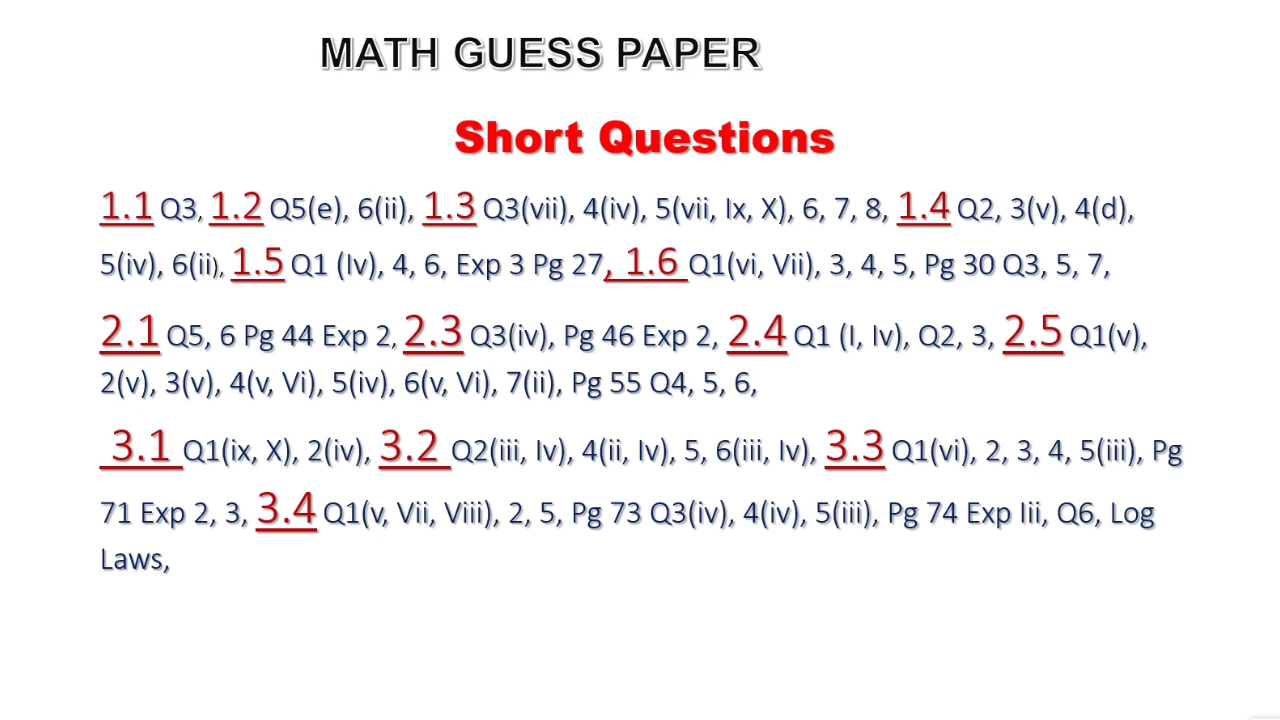 MATH GUESS PAPER
Short Questions
1.1 Q3, 1.2 Q5(e), 6(ii), 1.3 Q3(vii), 4(iv), 5(vii, Ix, X), 6, 7, 8, 1.4 Q2, 3(v), 4(d),
5(iv), 6(ii), 1.5 Q1 (Iv), 4, 6, Exp 3 Pg 27, 1.6 Q1(vi, Vii), 3, 4, 5, Pg 30 Q3, 5, 7,
2.1 Q5, 6 Pg 44 Exp 2, 2.3 Q3(iv), Pg 46 Exp 2, 2.4 Q1 (I, Iv), Q2, 3, 2.5 Q1(v),
2(v), 3(v), 4(v, Vi), 5(iv), 6(v, Vi), 7(ii), Pg 55 Q4, 5, 6,
3.1 Q1(ix, X), 2(iv), 3.2 Q2(iii, Iv), 4(ii, Iv), 5, 6(iii, Iv), 3.3 Q1(vi), 2, 3, 4, 5(iii), Pg
71 Exp 2, 3, 3.4 Q1(v, Vii, Viii), 2, 5, Pg 73 Q3(iv), 4(iv), 5(iii), Pg 74 Exp Iii, Q6, Log
Laws,